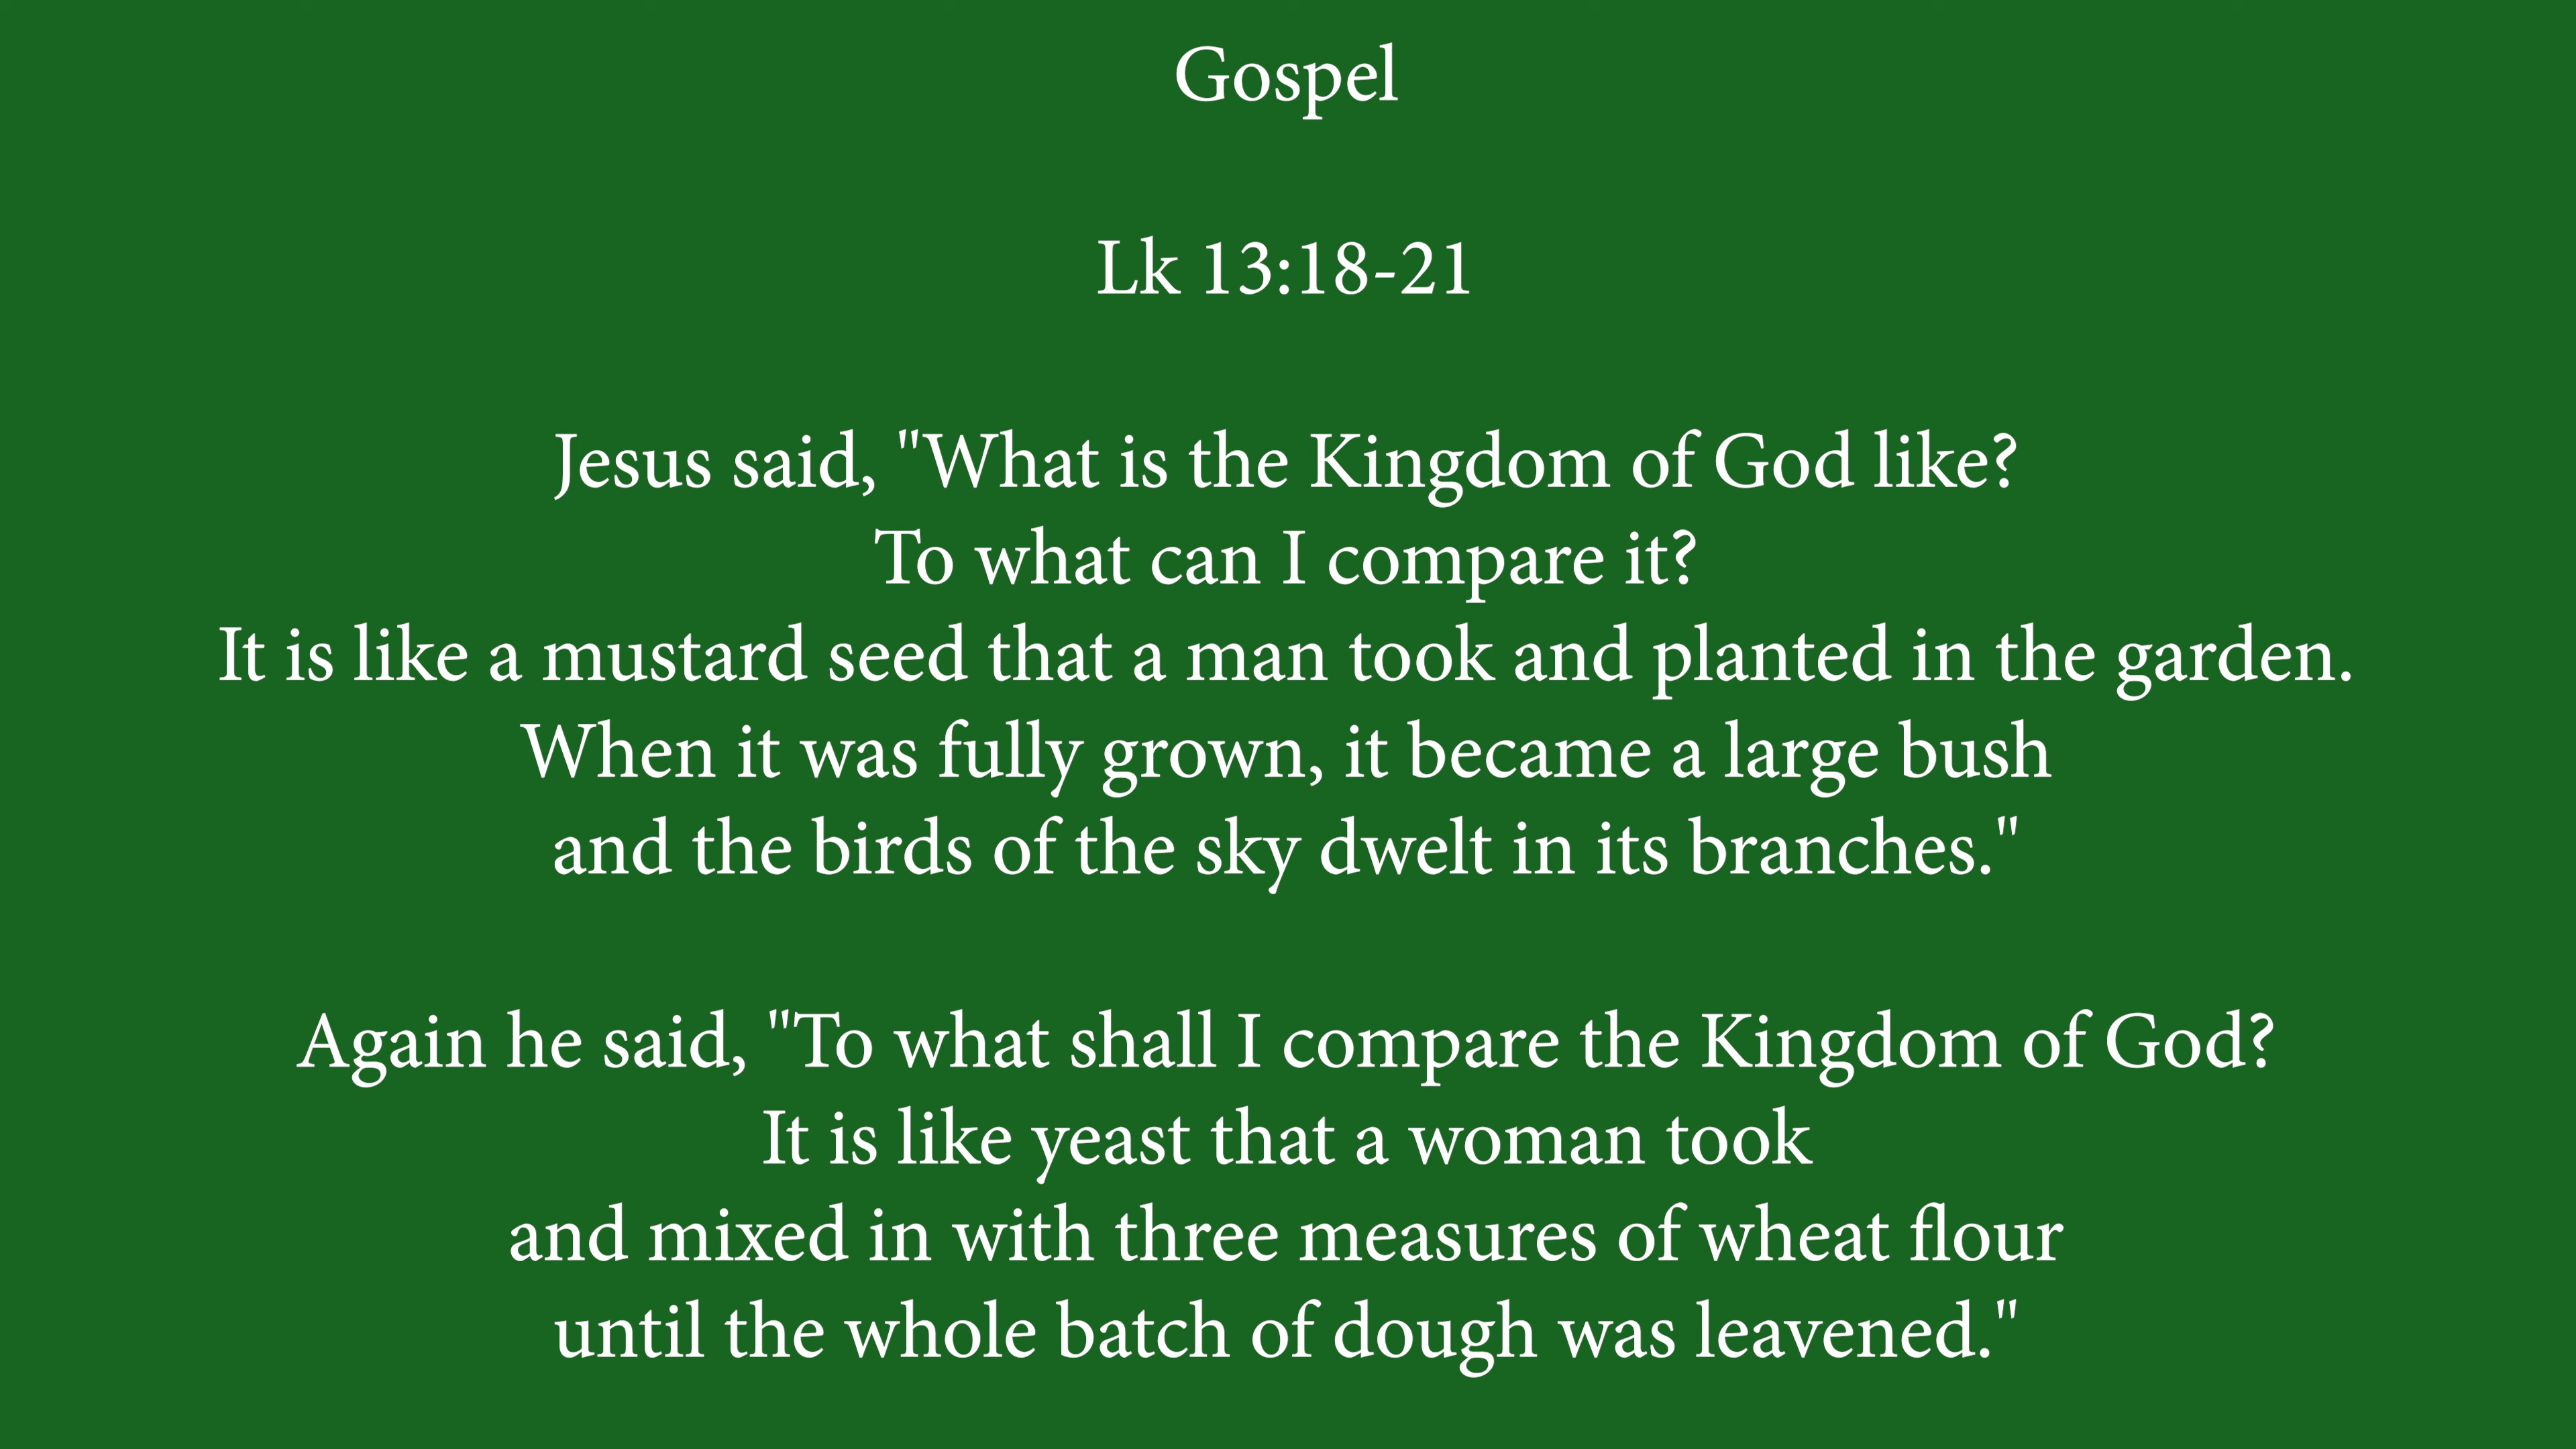 Gospel
Lk 13:18-21
Jesus said, "What is the Kingdom of God like?
To what can I compare it?
It is like a mustard seed that a man took and planted in the garden.
When it was fully grown, it became a large bush
and the birds of the sky dwelt in its branches."
Again he said, "To what shall I compare the Kingdom of God?
It is like yeast that a woman took
and mixed in with three measures of wheat flour
until the whole batch of dough was leavened."